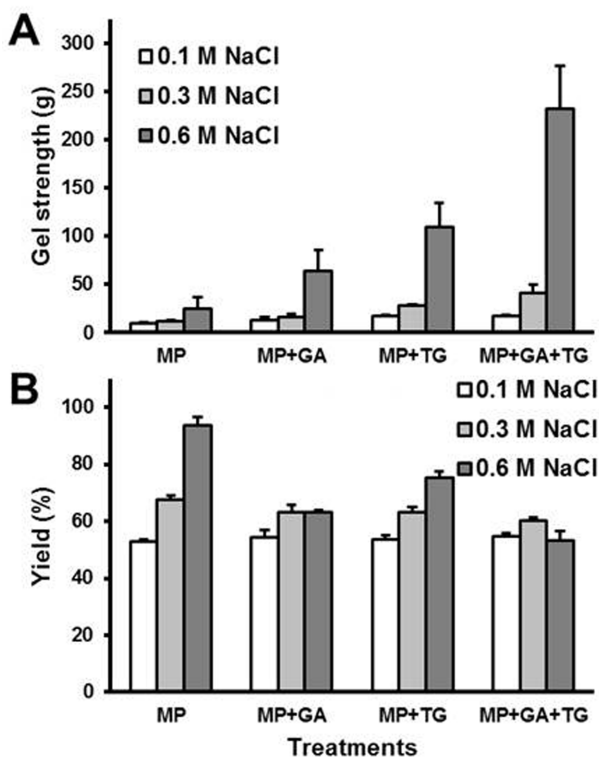 A
300
250
200
150
100
50
0
Gel strength (g)
0.1 M NaCl
0.3 M NaCl
0.6 M NaCl
MP MP+GA MP+TG MP+GA+TG
B
100
80
60
40
20
0
Yield (%)
0.1 M NaCl
0.3 M NaCl
0.6 M NaCl
MP MP+GA MP+TG MP+GA+TG
Treatments